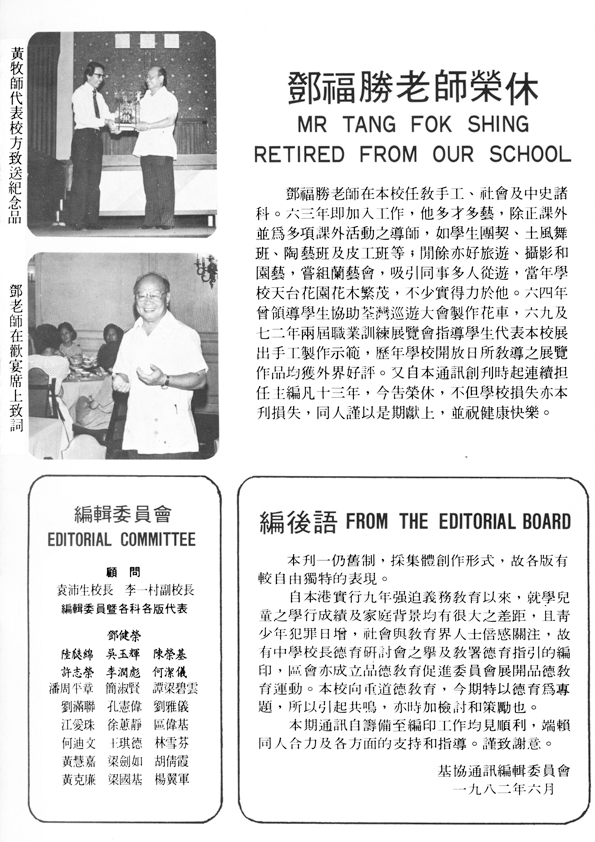 黃牧師代表校方致送紀念品
鄧老師在歡宴席上致詞
鄧福勝老師榮休
MR TANG FOK SHING
RETIRED FROM OUR SCHOOL
鄧福勝老師在本校任教手工、社會及中史諸
科。六三年即加入工作，他多才多藝，除正課外
並爲多項課外活動之導師，如學生團契、土風舞
班、陶藝班及皮工班等；閒餘亦好旅遊、攝影和
園藝，嘗組蘭藝會，吸引同事多人從遊，當年學
校天台花園花木繁茂，不少實得力於他。六四年
曾領導學生協助荃灣巡遊大會製作花車，六九及
七二年兩屆職業訓練展覽會指導學生代表本校展
出手工製作示範，歷年學校開放日所教導之展覽
作品均獲外界好評。又自本通訊創刊時起連續担
任主編凡十三年，今告榮休，不但學校損失亦本
刊損失，同人謹以是期獻上，並祝健康快樂。
編輯委員會
EDITORIAL COMMITTEE
顧 問
袁沛生校長 李一村副校長
編輯委員暨各科各版代表
鄧健榮
陸 錦 吳玉輝 陳榮基
許志榮 李潤彪 何潔儀
潘周平章 簡淑賢 譚梁碧雲
劉滿聯 孔憲偉 劉雅儀
江愛珠 徐蕙靜 區偉基
何迪文 王琪德 林雪芬
黃慧嘉 梁劍如 胡倩霞
黃克廉 梁國基 楊翼軍
編後語 FROM THE EDITORIAL BOARD
本刊一仍舊制，採集體創作形式，故各版有
較自由獨特的表現。
自本港實行九年强迫義務教育以來，就學兒
童之學行成績及家庭背景均有很大之差距，且靑
少年犯罪日增，社會與教育界人士倍感關注，故
有中學校長德育研討會之舉及教署德育指引的編
印，區會亦成立品德教育促進委員會展開品德教
育運動。本校向重道德教育，今期特以德育爲專
題，所以引起共鳴，亦時加檢討和策勵也。
本期通訊自籌備至編印工作均見順利，端賴
同人合力及各方面的支持和指導。謹致謝意。
基協通訊編輯委員會
一九八二年六月